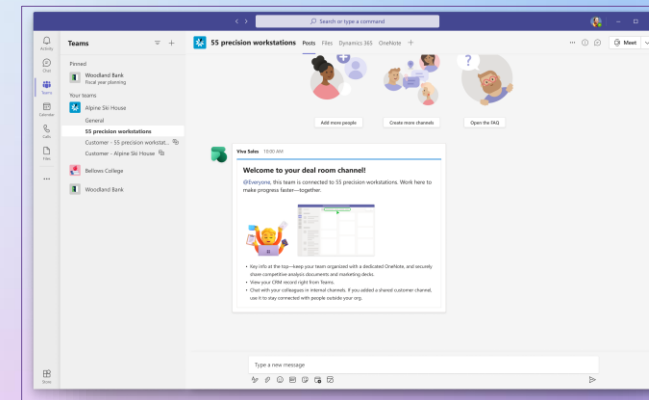 Search or type a command
Activity
Chat
Teams
Calendar
Calls
Files
Store
Teams
Pinned
Woodland Bank
Fiscal year planning
Your teams
Alpine Ski House
General
55 precision workstations
Customer - 55 precision workstat...
Customer - Alpine Ski House
Bellows College
Woodland Bank
55 precision workstations Posts Files Dynamics 365 OneNote
Meet
Add more people
Create more channels
Open the FAQ
Viva Sales 10:00 AM
Welcome to your deal room channel!
@Everyone, this team is connected to 55 precision workstations. Work here to
make progress faster—together.
• Key info at the top—keep your team organized with a dedicated OneNote, and securely
share competitive analysis documents and marketing decks.
• View your CRM record right from Teams.
• Chat with your colleagues in internal channels. If you added a shared customer channel,
use it to stay connected with people outside your org.
Type a new message